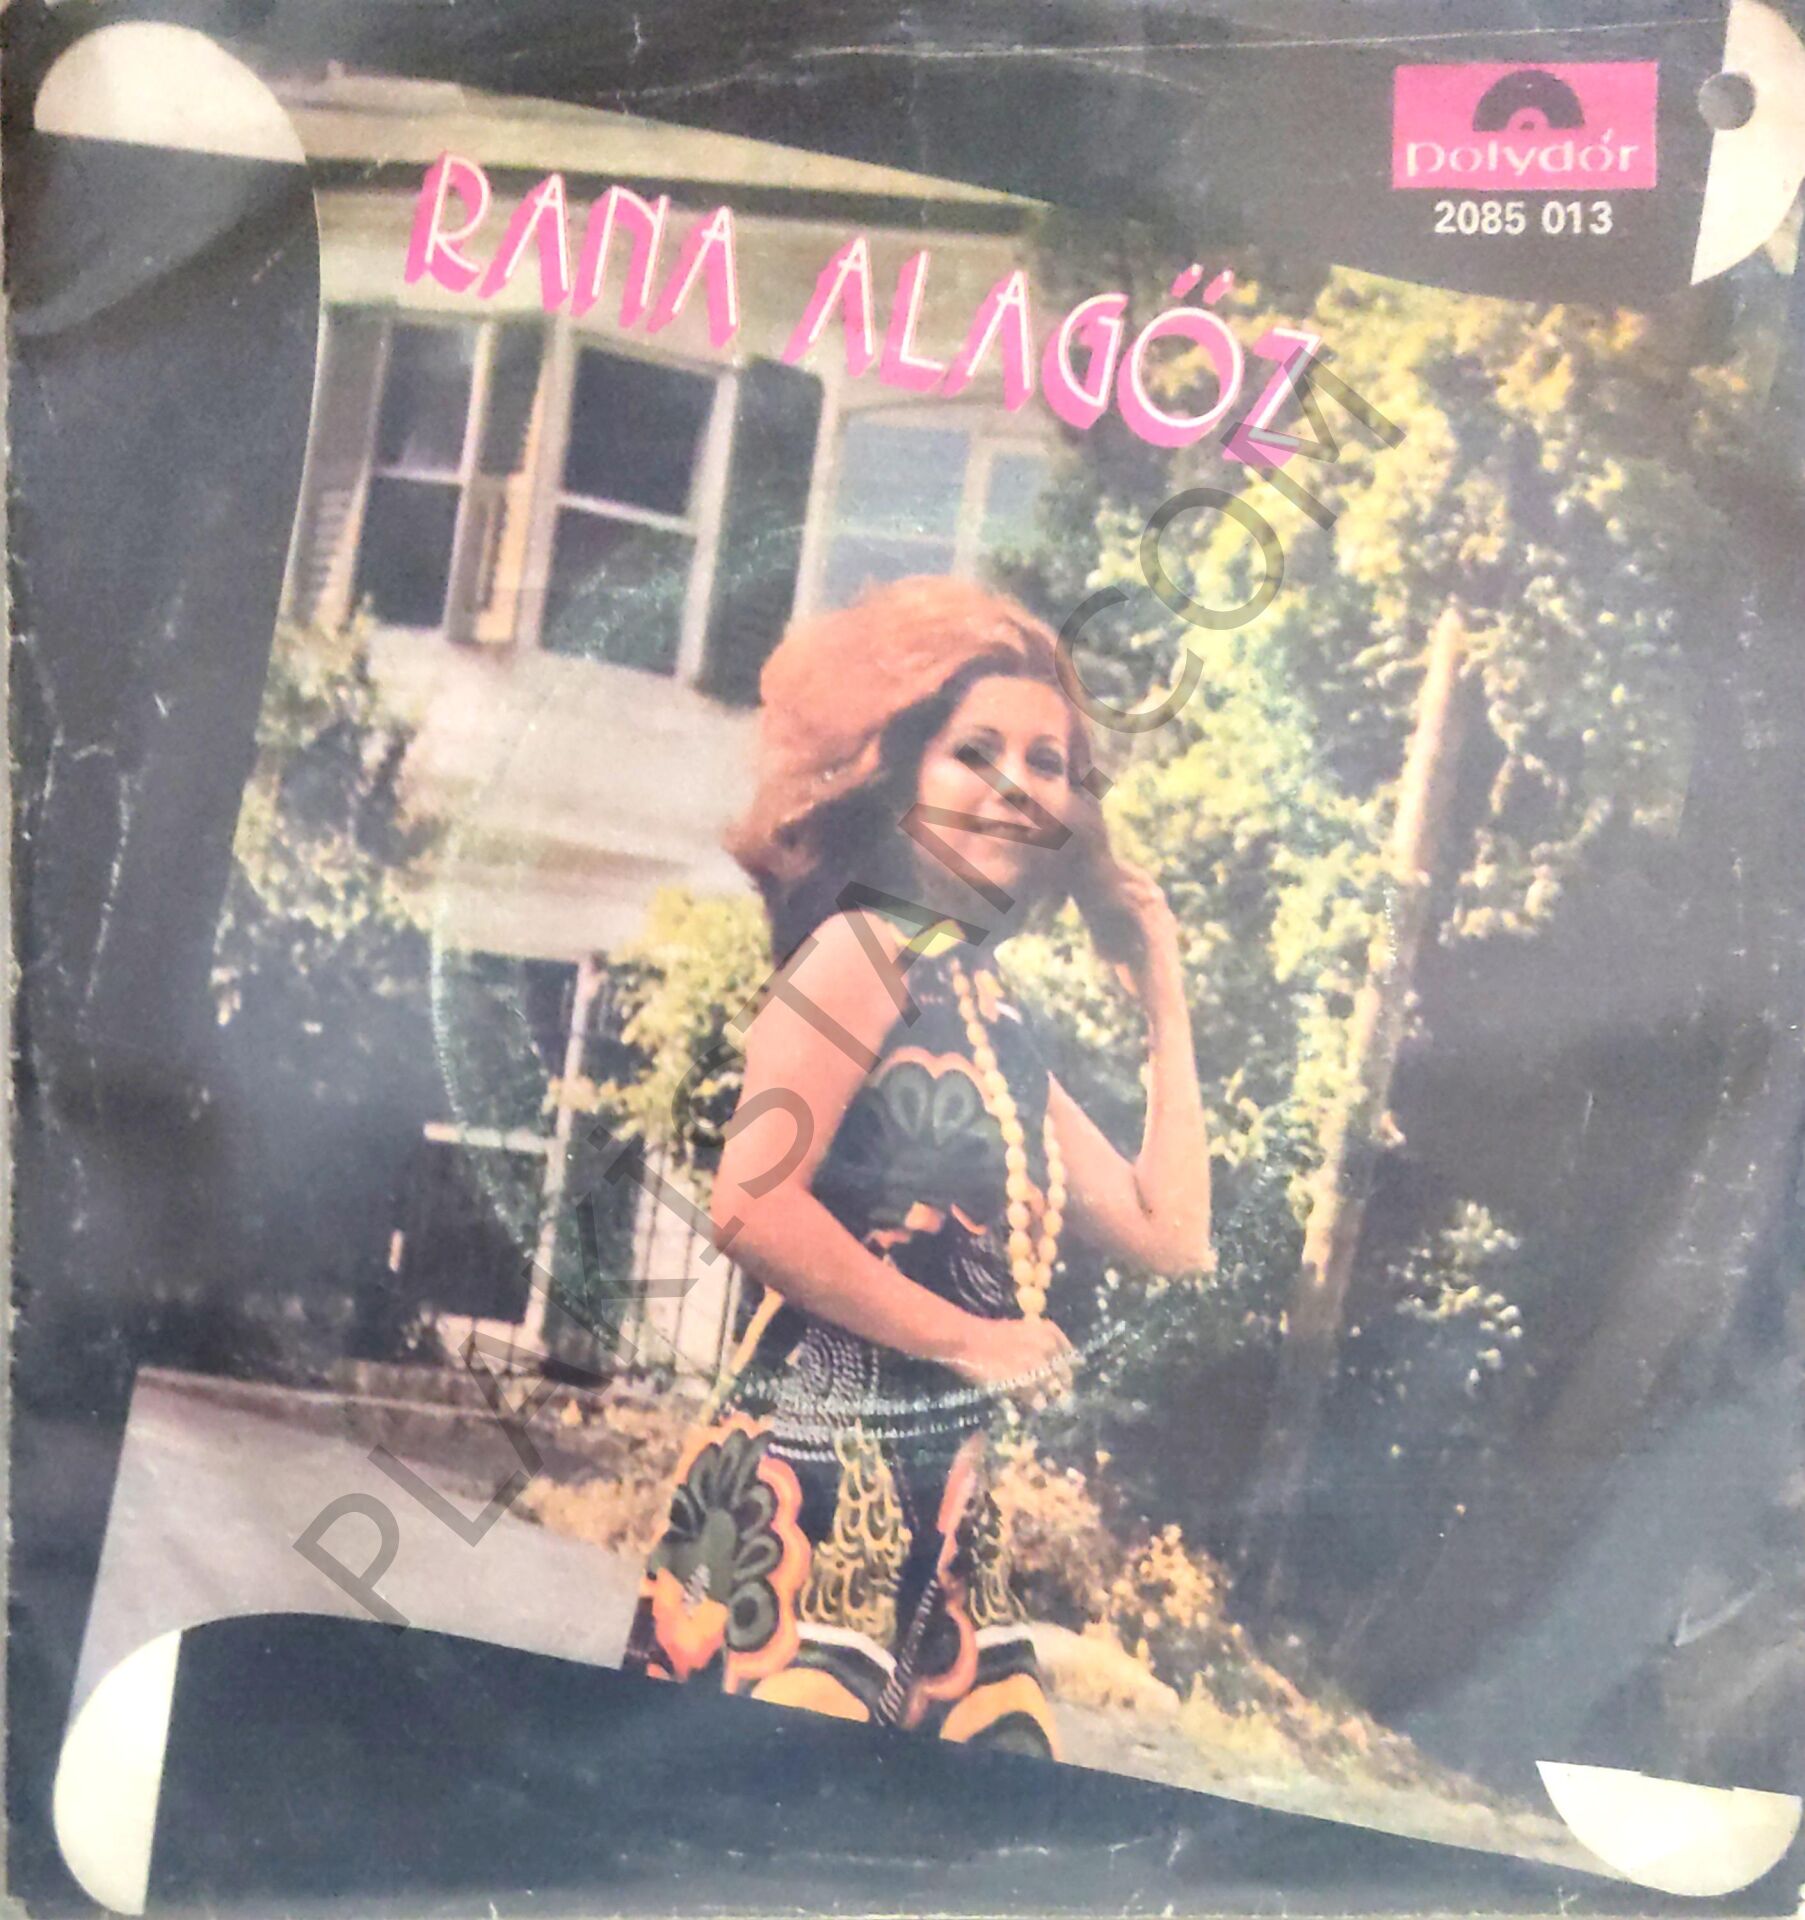 polydor
2085 013
RANA ALAGÖZ
PLAKİSTAN.COM